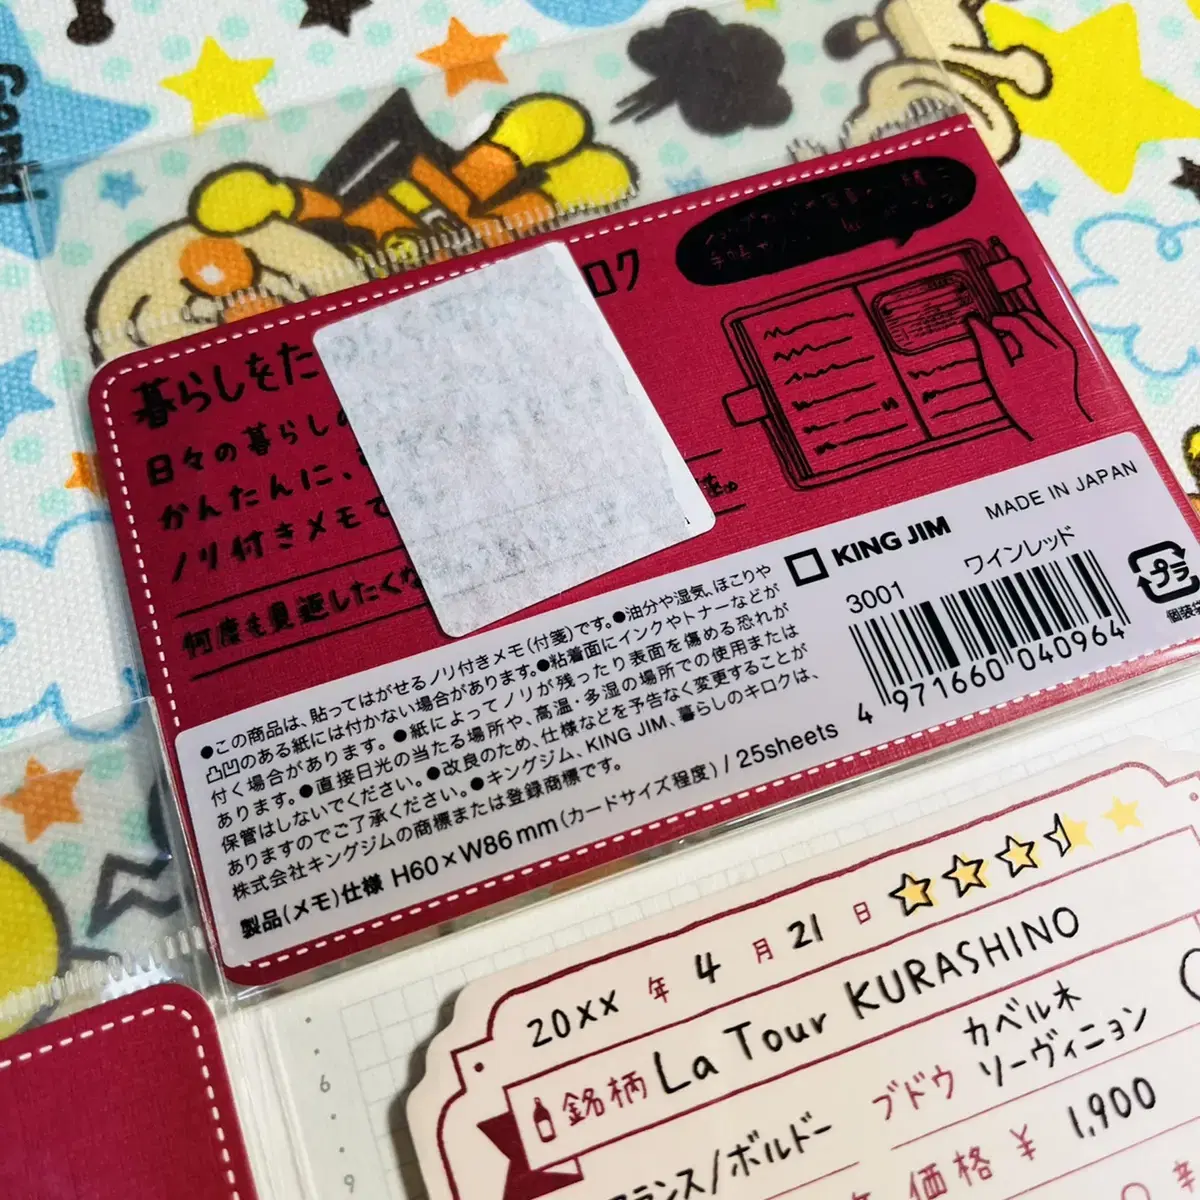 ロク
暮らしをた
日々の暮らしの
かんたんに、
ノリ付きメモで
何度も見返したくな
KING JIM
MADE IN JAPAN
3001
ワインレッド
4 971660 040964
プラ
個装袋
●この商品は、貼ってはがせるノリ付きメモ(付箋)です。●油分や湿気、ほこりや
凸凹のある紙には付かない場合があります。●粘着面にインクやトナーなどが
付く場合があります。●紙によってノリが残ったり表面を傷める恐れが
あります。●直接日光の当たる場所や、高温・多湿の場所での使用または
保管はしないでください。●改良のため、仕様などを予告なく変更することが
ありますのでご了承ください。●キングジム、KING JIM、暮らしのキロクは、
株式会社キングジムの商標または登録商標です。
製品(メモ)仕様 H60×W86mm(カードサイズ程度) / 25sheets
20xx 年 4 月 21 日
銘柄 La Tour KURASHINO
ブドウ カベルネ
ソーヴィニョン
フランス/ボルドー
価格 ¥ 1,900
6
9